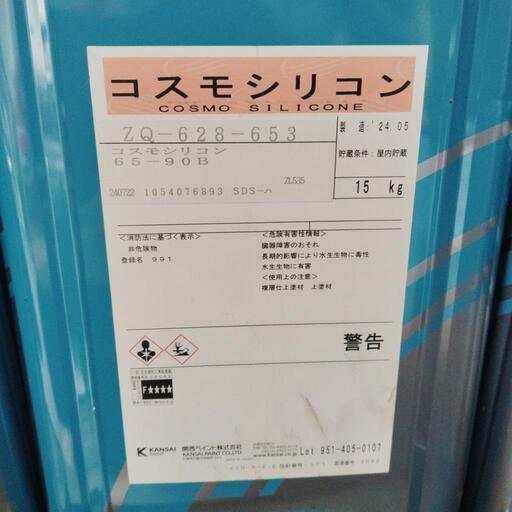 コスモシリコン
COSMO SILICONE
ZQ-628-653
コスモシリコン
65-90B
ZL535
240722 1054076893 SDS-ハ
製 造:'24.05
貯蔵条件:屋内貯蔵
15 kg
<消防法に基づく表示>
非危険物
登録名 991
<危険有害性情報>
臓器障害のおそれ
長期的影響により水生生物に毒性
水生生物に有害
<使用上の注意>
複層仕上塗材 上塗材
警告
F☆☆☆☆
KANSAI
PAINT
関西ペイント株式会社
KANSAI PAINT CO.,LTD
www.kansai.co.jp
Lot 951-405-0107